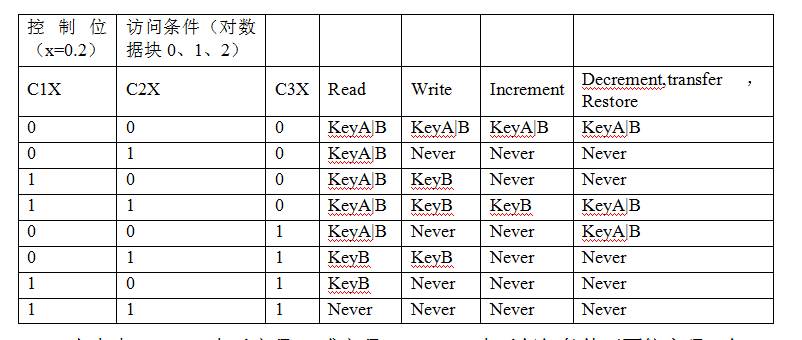 控制位 访问条件（对数
（x=0.2） 据块 0、1、2）
C1X C2X C3X Read Write Increment Decrement,transfer ，
Restore
0 0 0 KeyA|B KeyA|B KeyA|B KeyA|B
0 1 0 KeyA|B Never Never Never
1 0 0 KeyA|B KeyB Never Never
1 1 0 KeyA|B KeyB KeyB KeyA|B
0 0 1 KeyA|B Never Never KeyA|B
0 1 1 KeyB KeyB Never Never
1 0 1 KeyB Never Never Never
1 1 1 Never Never Never Never